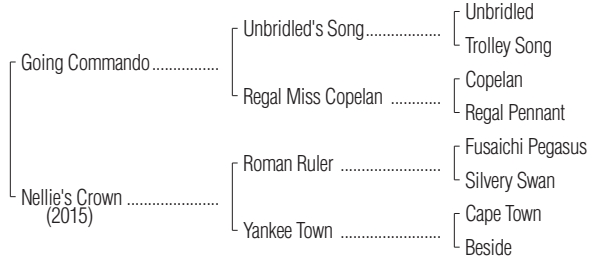 Unbridled
Unbridled's Song..................
Trolley Song
Going Commando................
Copelan
Regal Miss Copelan ............
Regal Pennant
Fusaichi Pegasus
Roman Ruler ........................
Silvery Swan
Nellie's Crown ......................
(2015)
Cape Town
Yankee Town ........................
Beside